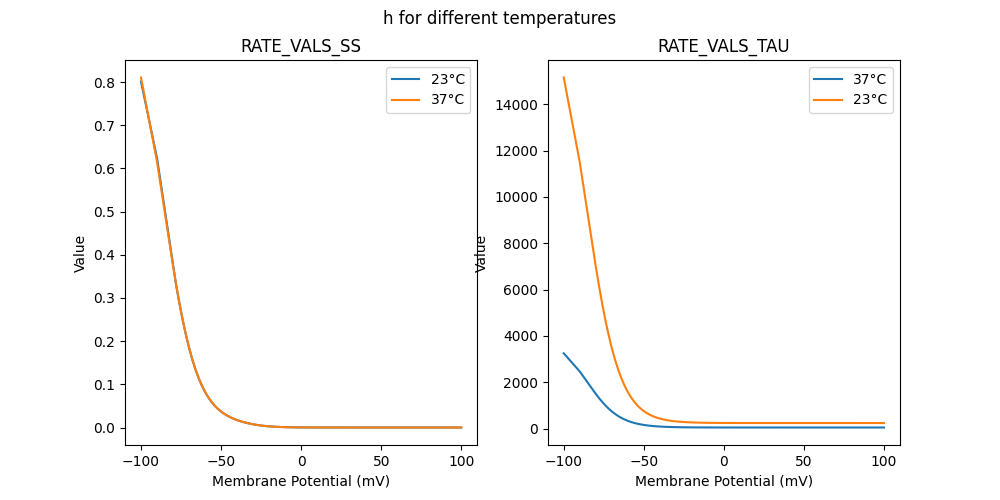 h for different temperatures
RATE_VALS_SS
0.8
0.7
0.6
0.5
0.4
0.3
0.2
0.1
0.0
Value
−100
−50
0
50
100
Membrane Potential (mV)
23°C
37°C
RATE_VALS_TAU
14000
12000
10000
8000
6000
4000
2000
0
Value
−100
−50
0
50
100
Membrane Potential (mV)
37°C
23°C